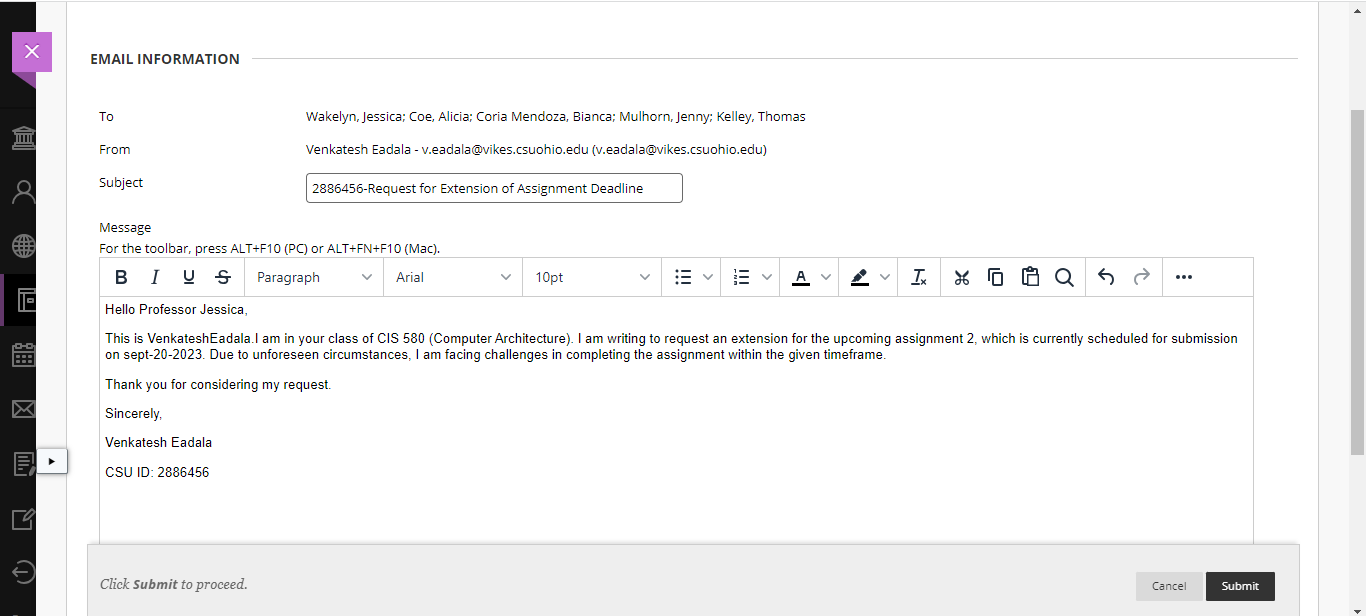 EMAIL INFORMATION
To
Wakelyn, Jessica; Coe, Alicia; Coria Mendoza, Bianca; Mulhorn, Jenny; Kelley, Thomas
From
Venkatesh Eadala - v.eadala@vikes.csuohio.edu (v.eadala@vikes.csuohio.edu)
Subject
2886456-Request for Extension of Assignment Deadline
Message
For the toolbar, press ALT+F10 (PC) or ALT+FN+F10 (Mac).
B I U S Paragraph Arial 10pt A
Hello Professor Jessica,
This is VenkateshEadala.I am in your class of CIS 580 (Computer Architecture). I am writing to request an extension for the upcoming assignment 2, which is currently scheduled for submission
on sept-20-2023. Due to unforeseen circumstances, I am facing challenges in completing the assignment within the given timeframe.
Thank you for considering my request.
Sincerely,
Venkatesh Eadala
CSU ID: 2886456
Click Submit to proceed.
Cancel
Submit